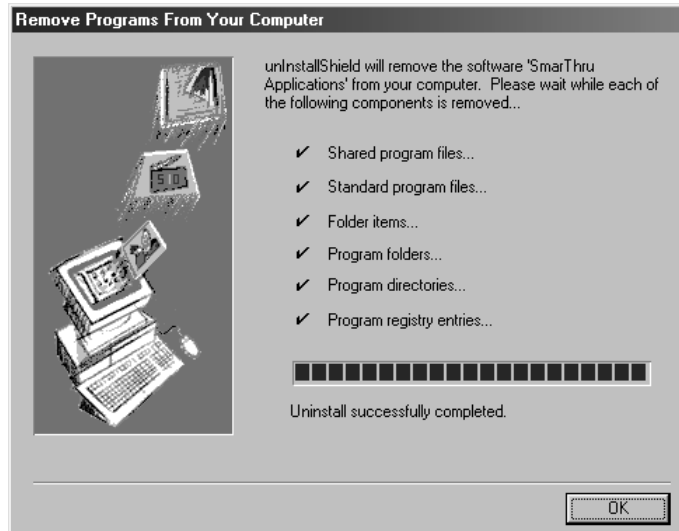 Remove Programs From Your Computer
unInstallShield will remove the software 'SmarThru
Applications' from your computer.  Please wait while each of
the following components is removed...
✔ Shared program files...
✔ Standard program files...
✔ Folder items...
✔ Program folders...
✔ Program directories...
✔ Program registry entries...
Uninstall successfully completed.
OK